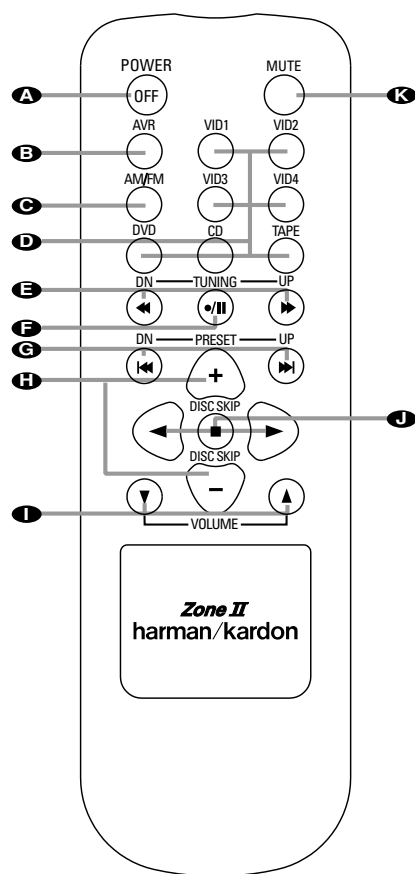 POWER MUTE
A OFF K
AVR VID1 VID2
B
AM/FM VID3 VID4
C
D DVD CD TAPE
E DN TUNING UP
F
G DN PRESET UP
H +
DISC SKIP
J
DISC SKIP
−
I VOLUME
Zone II
harman/kardon